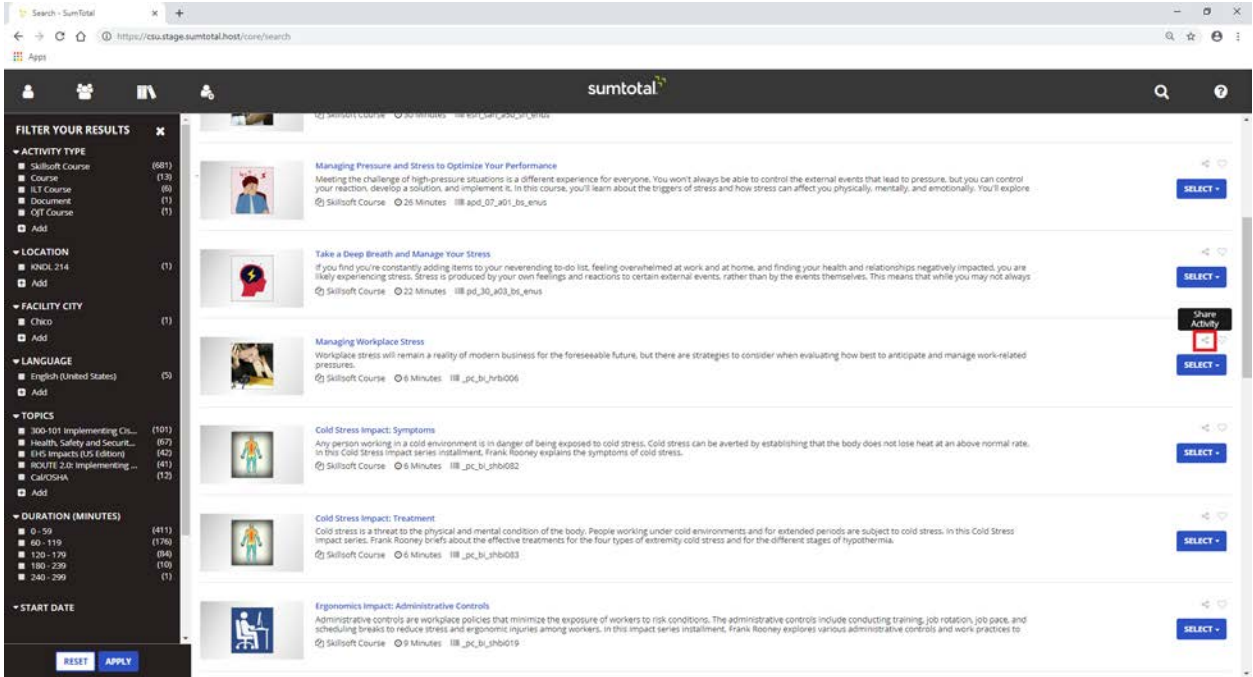 Search - SumTotal
https://csu.stage.sumtotal.host/core/search
Apps
sumtotal
FILTER YOUR RESULTS
ACTIVITY TYPE
Skillsoft Course (681)
Course (13)
ILT Course (6)
Document (1)
OJT Course (1)
Add
LOCATION
KNDL 214 (1)
Add
FACILITY CITY
Chico (1)
Add
LANGUAGE
English (United States) (5)
Add
TOPICS
300-101 Implementing Cis... (101)
Health, Safety and Securit... (67)
EHS Impacts (US Edition) (42)
ROUTE 2.0: Implementing ... (41)
Cal/OSHA (12)
Add
DURATION (MINUTES)
0 - 59 (411)
60 - 119 (176)
120 - 179 (84)
180 - 239 (10)
240 - 299 (1)
START DATE
RESET APPLY
Skillsoft Course 30 Minutes
Managing Pressure and Stress to Optimize Your Performance
Meeting the challenge of high-pressure situations is a different experience for everyone. You won't always be able to control the external events that lead to pressure, but you can control
your reaction, develop a solution, and implement it. In this course, you'll learn about the triggers of stress and how stress can affect you physically, mentally, and emotionally. You'll explore
Skillsoft Course 26 Minutes apd_07_a01_bs_enus
SELECT
Take a Deep Breath and Manage Your Stress
If you find you're constantly adding items to your neverending to-do list, feeling overwhelmed at work and at home, and finding your health and relationships negatively impacted, you are
likely experiencing stress. Stress is produced by your own feelings and reactions to certain external events, rather than by the events themselves. This means that while you may not always
Skillsoft Course 22 Minutes pd_30_a03_bs_enus
SELECT
Share
Activity
Managing Workplace Stress
Workplace stress will remain a reality of modern business for the foreseeable future, but there are strategies to consider when evaluating how best to anticipate and manage work-related
pressures.
Skillsoft Course 6 Minutes _pc_bi_hrbi006
SELECT
Cold Stress Impact: Symptoms
Any person working in a cold environment is in danger of being exposed to cold stress. Cold stress can be averted by establishing that the body does not lose heat at an above normal rate.
In this Cold Stress Impact series installment, Frank Rooney explains the symptoms of cold stress.
Skillsoft Course 6 Minutes _pc_bi_shbi082
SELECT
Cold Stress Impact: Treatment
Cold stress is a threat to the physical and mental condition of the body. People working under cold environments and for extended periods are subject to cold stress. In this Cold Stress
Impact series, Frank Rooney briefs about the effective treatments for the four types of extremity cold stress and for the different stages of hypothermia.
Skillsoft Course 6 Minutes _pc_bi_shbi083
SELECT
Ergonomics Impact: Administrative Controls
Administrative controls are workplace policies that minimize the exposure of workers to risk conditions. The administrative controls include conducting training, job rotation, job pace, and
scheduling breaks to reduce stress and ergonomic injuries among workers. In this impact series installment, Frank Rooney explores various administrative controls and work practices to
Skillsoft Course 9 Minutes _pc_bi_shbi019
SELECT